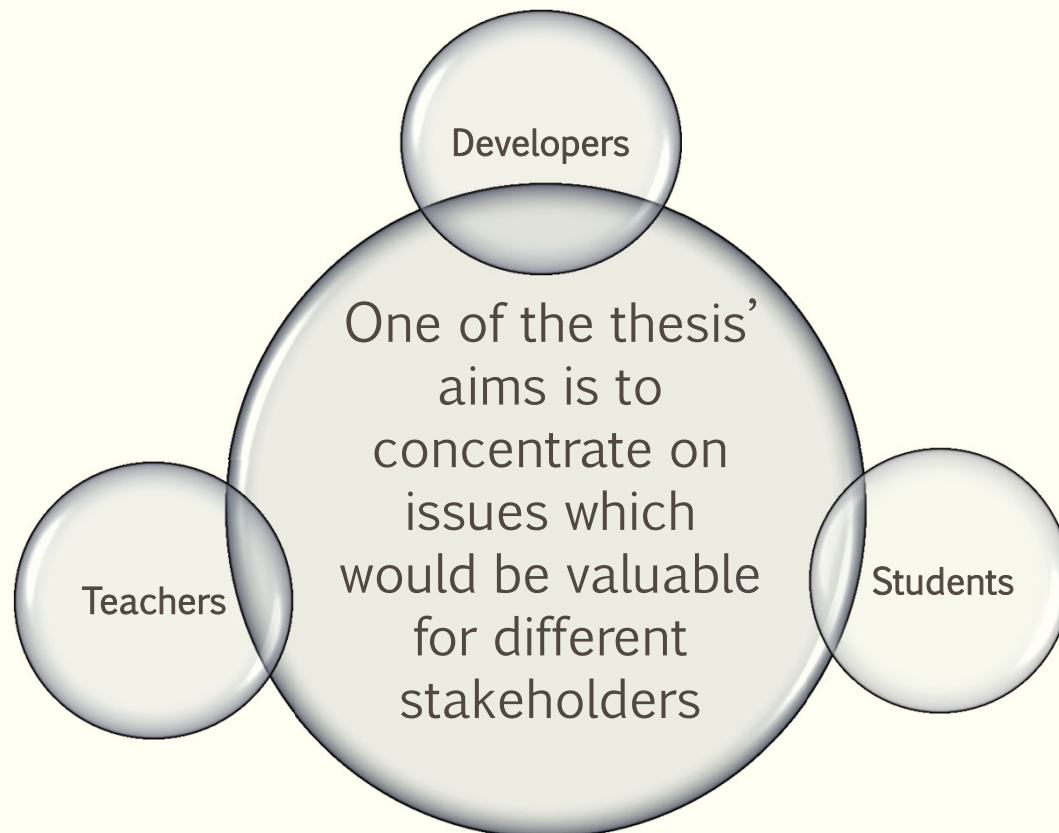 Developers
One of the thesis’
aims is to
concentrate on
issues which
would be valuable
for different
stakeholders
Teachers
Students